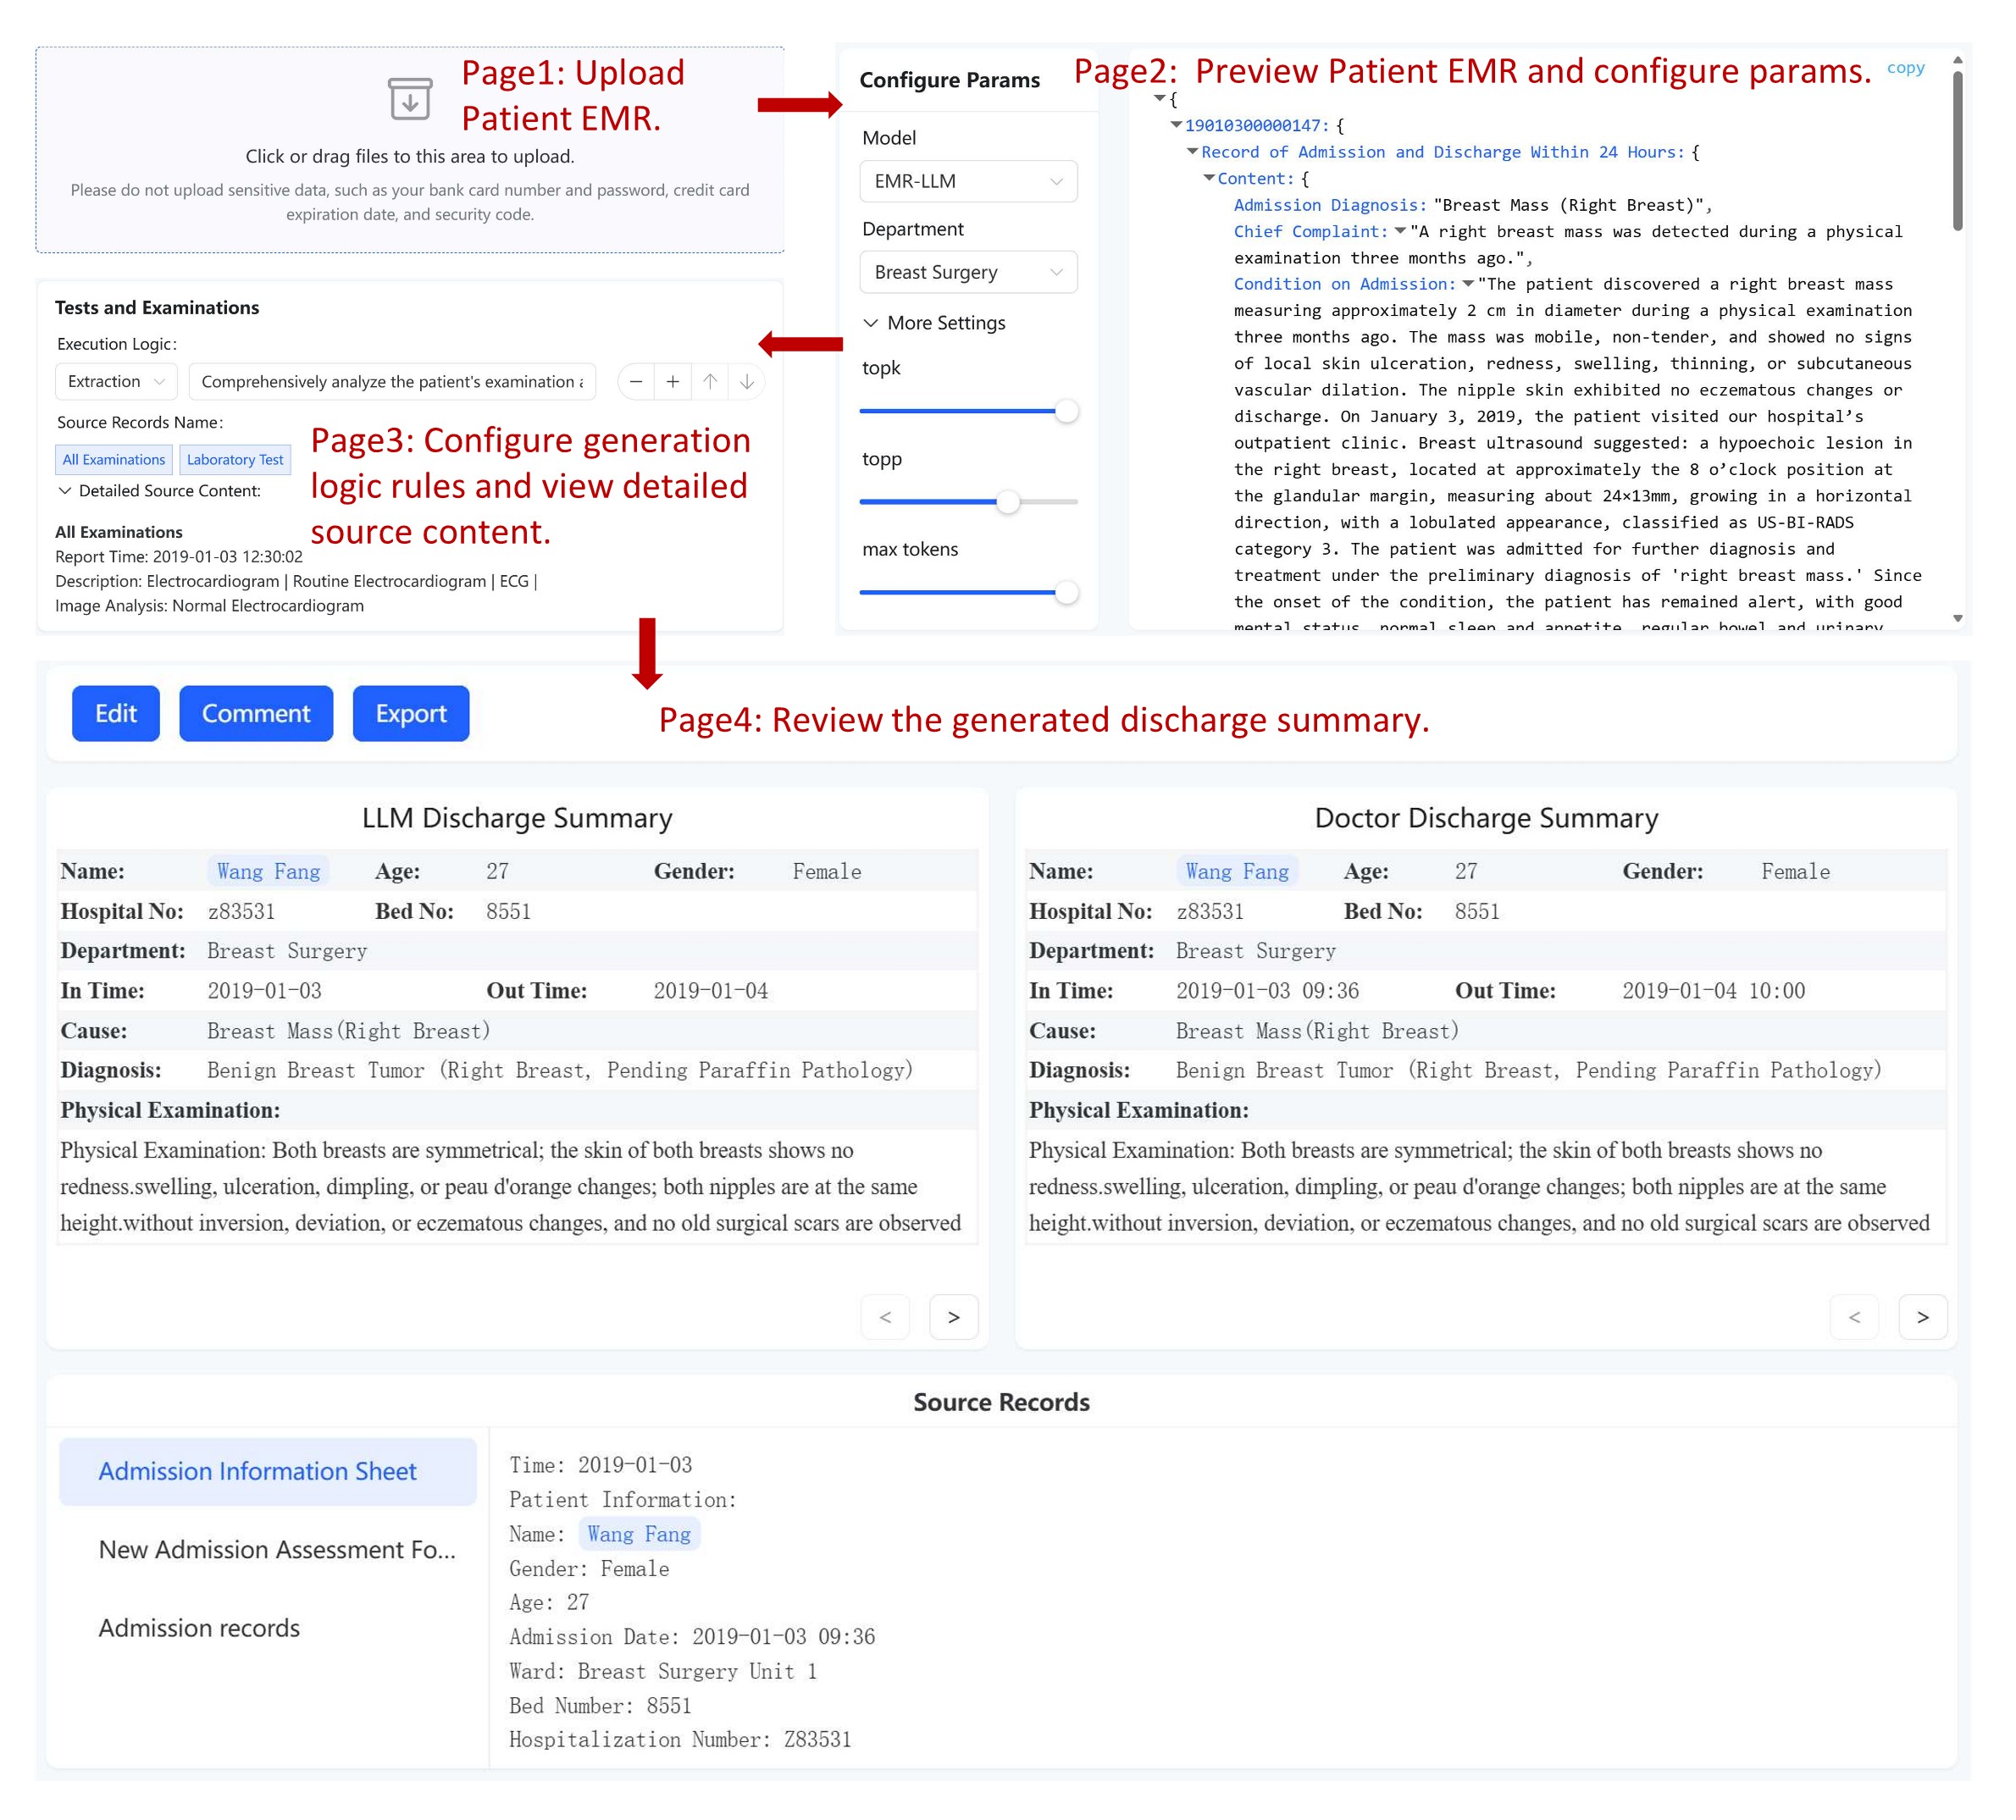 Page1: Upload
Patient EMR.
Click or drag files to this area to upload.
Please do not upload sensitive data, such as your bank card number and password, credit card
expiration date, and security code.
Configure Params
Model
EMR-LLM
Department
Breast Surgery
More Settings
topk
topp
max tokens
Page2: Preview Patient EMR and configure params.
copy
{
19010300000147: {
Record of Admission and Discharge Within 24 Hours: {
Content: {
Admission Diagnosis: "Breast Mass (Right Breast)",
Chief Complaint: "A right breast mass was detected during a physical
examination three months ago.",
Condition on Admission: "The patient discovered a right breast mass
measuring approximately 2 cm in diameter during a physical examination
three months ago. The mass was mobile, non-tender, and showed no signs
of local skin ulceration, redness, swelling, thinning, or subcutaneous
vascular dilation. The nipple skin exhibited no eczematous changes or
discharge. On January 3, 2019, the patient visited our hospital’s
outpatient clinic. Breast ultrasound suggested: a hypoechoic lesion in
the right breast, located at approximately the 8 o’clock position at
the glandular margin, measuring about 24×13mm, growing in a horizontal
direction, with a lobulated appearance, classified as US-BI-RADS
category 3. The patient was admitted for further diagnosis and
treatment under the preliminary diagnosis of 'right breast mass.' Since
the onset of the condition, the patient has remained alert, with good
mental status, normal sleep and appetite, regular bowel and urinary
Tests and Examinations
Execution Logic:
Extraction
Comprehensively analyze the patient's examination
Source Records Name:
All Examinations
Laboratory Test
Detailed Source Content:
Page3: Configure generation
logic rules and view detailed
source content.
All Examinations
Report Time: 2019-01-03 12:30:02
Description: Electrocardiogram | Routine Electrocardiogram | ECG |
Image Analysis: Normal Electrocardiogram
Edit
Comment
Export
Page4: Review the generated discharge summary.
LLM Discharge Summary
Name: Wang Fang Age: 27 Gender: Female
Hospital No: z83531 Bed No: 8551
Department: Breast Surgery
In Time: 2019-01-03 Out Time: 2019-01-04
Cause: Breast Mass(Right Breast)
Diagnosis: Benign Breast Tumor (Right Breast, Pending Paraffin Pathology)
Physical Examination:
Physical Examination: Both breasts are symmetrical; the skin of both breasts shows no
redness.swelling, ulceration, dimpling, or peau d'orange changes; both nipples are at the same
height.without inversion, deviation, or eczematous changes, and no old surgical scars are observed
< >
Doctor Discharge Summary
Name: Wang Fang Age: 27 Gender: Female
Hospital No: z83531 Bed No: 8551
Department: Breast Surgery
In Time: 2019-01-03 09:36 Out Time: 2019-01-04 10:00
Cause: Breast Mass(Right Breast)
Diagnosis: Benign Breast Tumor (Right Breast, Pending Paraffin Pathology)
Physical Examination:
Physical Examination: Both breasts are symmetrical; the skin of both breasts shows no
redness.swelling, ulceration, dimpling, or peau d'orange changes; both nipples are at the same
height.without inversion, deviation, or eczematous changes, and no old surgical scars are observed
< >
Source Records
Admission Information Sheet
New Admission Assessment Fo...
Admission records
Time: 2019-01-03
Patient Information:
Name: Wang Fang
Gender: Female
Age: 27
Admission Date: 2019-01-03 09:36
Ward: Breast Surgery Unit 1
Bed Number: 8551
Hospitalization Number: Z83531